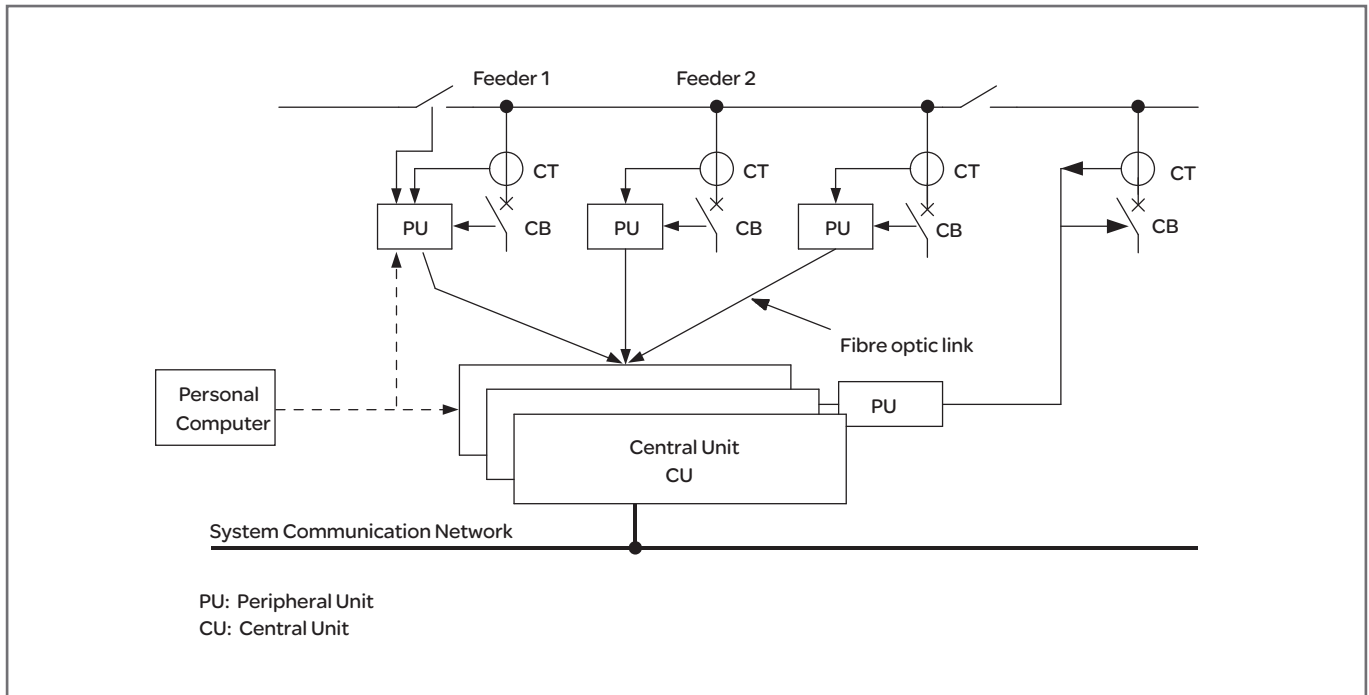 Feeder 1
Feeder 2
CT
CT
CT
CT
PU
CB
PU
CB
PU
CB
CB
Fibre optic link
Personal
Computer
PU
Central Unit
CU
System Communication Network
PU: Peripheral Unit
CU: Central Unit